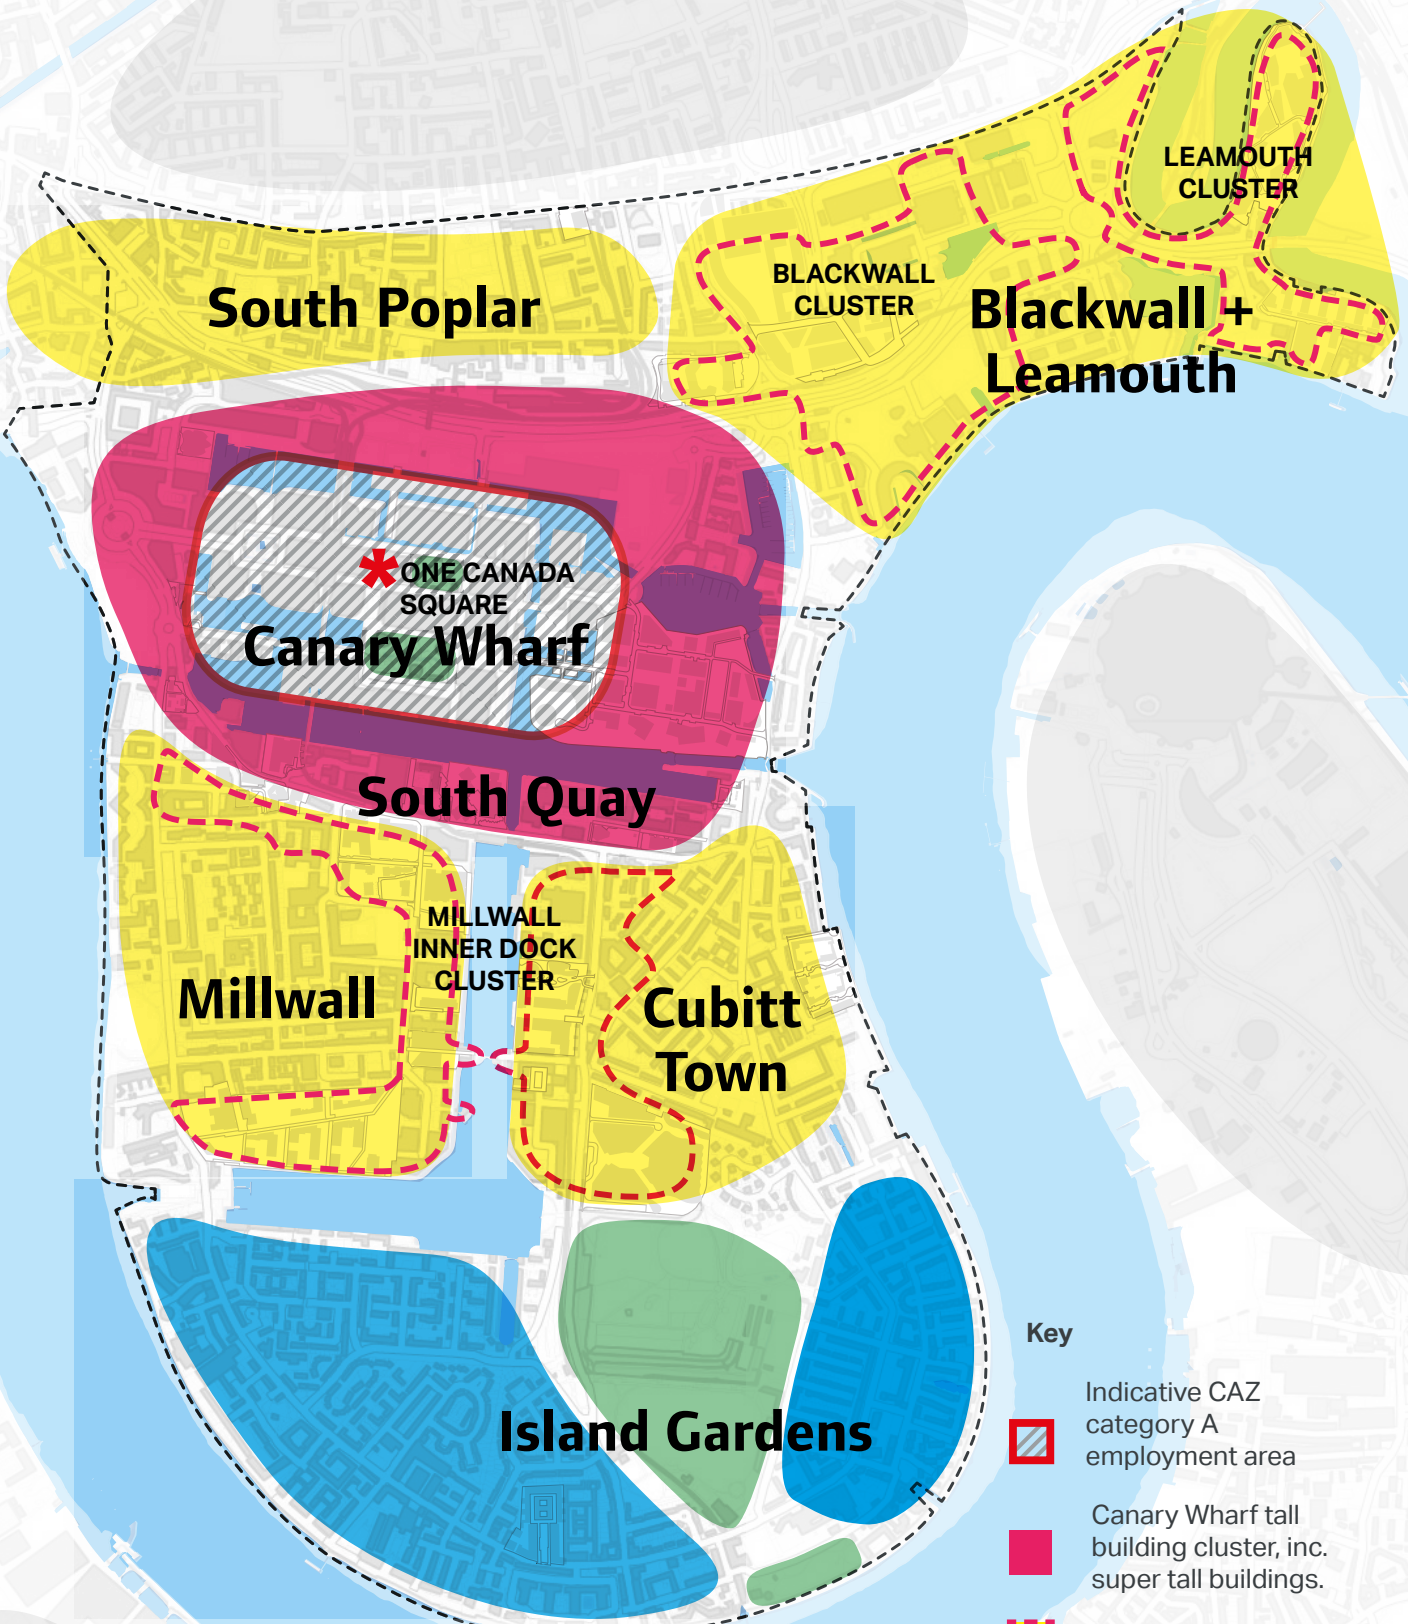 LEAMOUTH
CLUSTER
South Poplar
BLACKWALL
CLUSTER
Blackwall +
Leamouth
*ONE CANADA
SQUARE
Canary Wharf
South Quay
MILLWALL
INNER DOCK
CLUSTER
Millwall
Cubitt
Town
Island Gardens
Key
Indicative CAZ
category A
employment area
Canary Wharf tall
building cluster, inc.
super tall buildings.